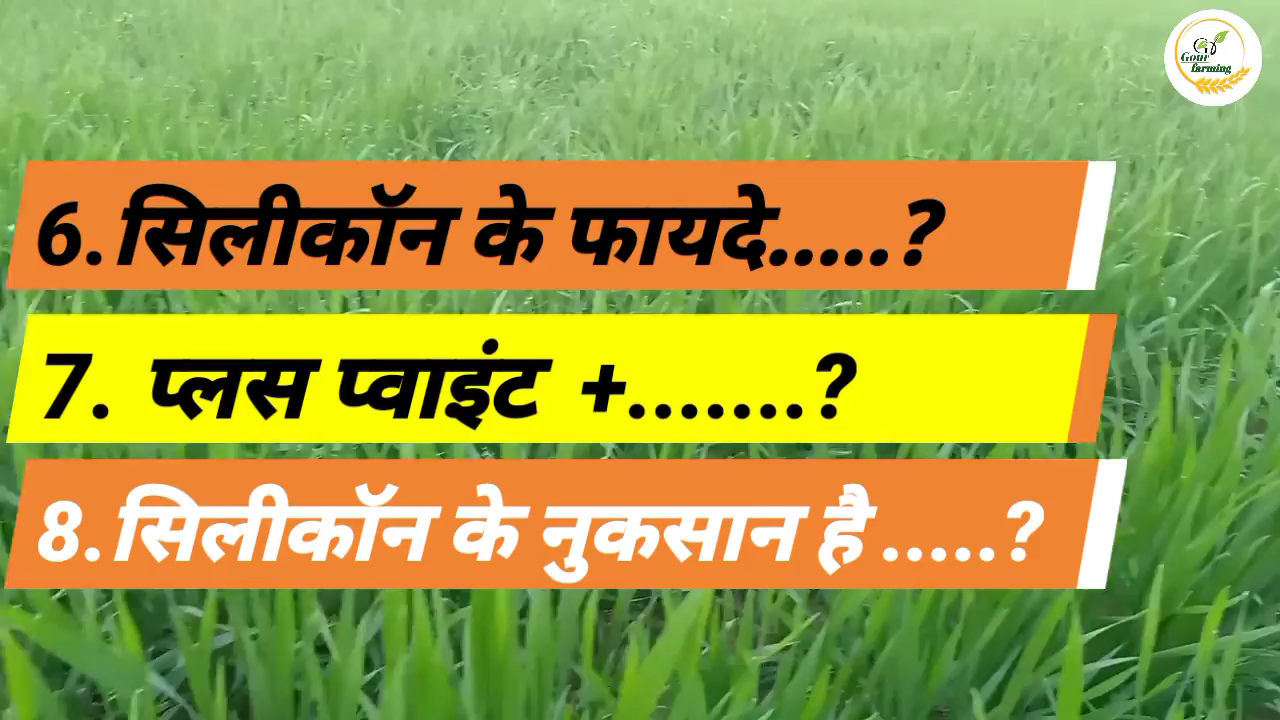 Gour
farming
6.सिलीकॉन के फायदे.....?
7. प्लस प्वाइंट +.......?
8.सिलीकॉन के नुकसान है .....?